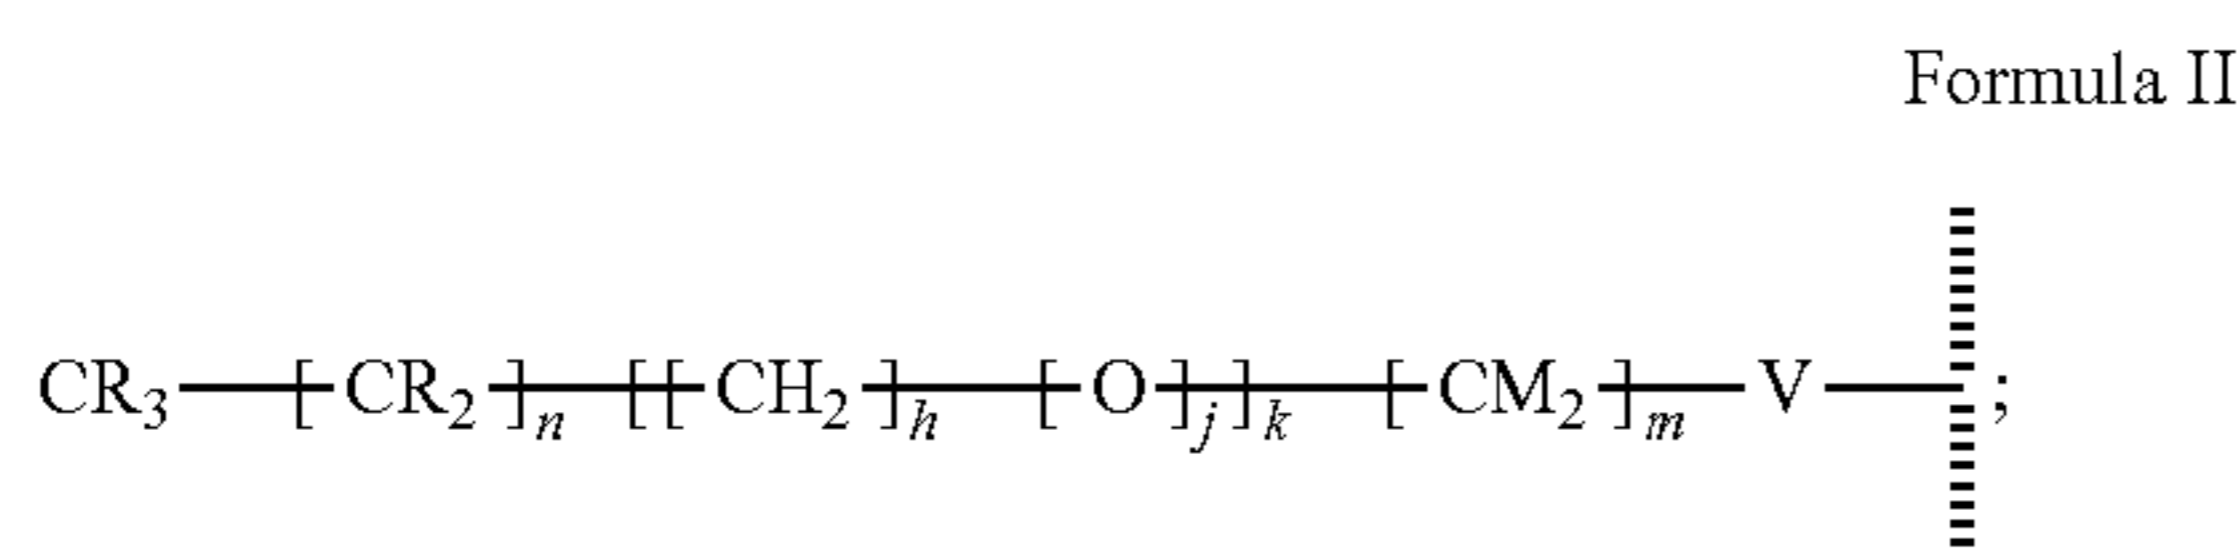 Formula II
CR₃—[CR₂]ₙ—[[CH₂]ₕ—[O]ⱼ]ₖ—[CM₂]ₘ—V—;